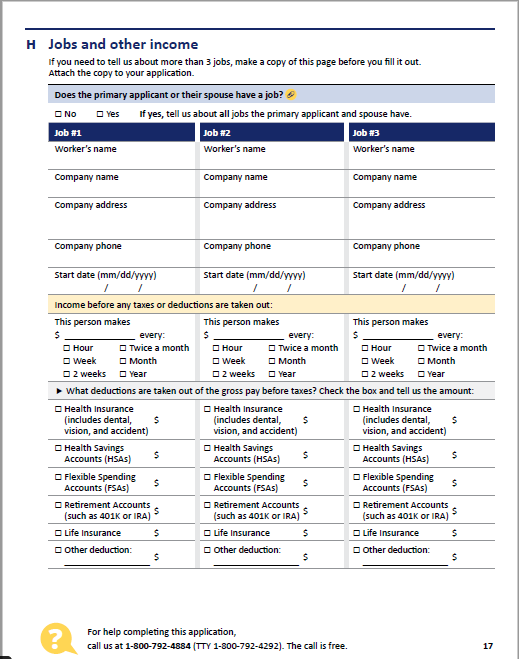 H Jobs and other income
If you need to tell us about more than 3 jobs, make a copy of this page before you fill it out.
Attach the copy to your application.
Does the primary applicant or their spouse have a job?
No Yes If yes, tell us about all jobs the primary applicant and spouse have.
Job #1 Job #2 Job #3
Worker's name Worker's name Worker's name
Company name Company name Company name
Company address Company address Company address
Company phone Company phone Company phone
Start date (mm/dd/yyyy) Start date (mm/dd/yyyy) Start date (mm/dd/yyyy)
/ / / / / /
Income before any taxes or deductions are taken out:
This person makes This person makes This person makes
$ every: $ every: $ every:
Hour Twice a month Hour Twice a month Hour Twice a month
Week Month Week Month Week Month
2 weeks Year 2 weeks Year 2 weeks Year
What deductions are taken out of the gross pay before taxes? Check the box and tell us the amount:
Health Insurance Health Insurance Health Insurance
(includes dental, $ (includes dental, $ (includes dental, $
vision, and accident) vision, and accident) vision, and accident)
Health Savings Health Savings Health Savings
Accounts (HSAs) $ Accounts (HSAs) $ Accounts (HSAs) $
Flexible Spending Flexible Spending Flexible Spending
Accounts (FSAs) $ Accounts (FSAs) $ Accounts (FSAs) $
Retirement Accounts Retirement Accounts Retirement Accounts
(such as 401K or IRA) $ (such as 401K or IRA) $ (such as 401K or IRA) $
Life Insurance $ Life Insurance $ Life Insurance $
Other deduction: $ Other deduction: $ Other deduction: $
For help completing this application,
call us at 1-800-792-4884 (TTY 1-800-792-4292). The call is free. 17